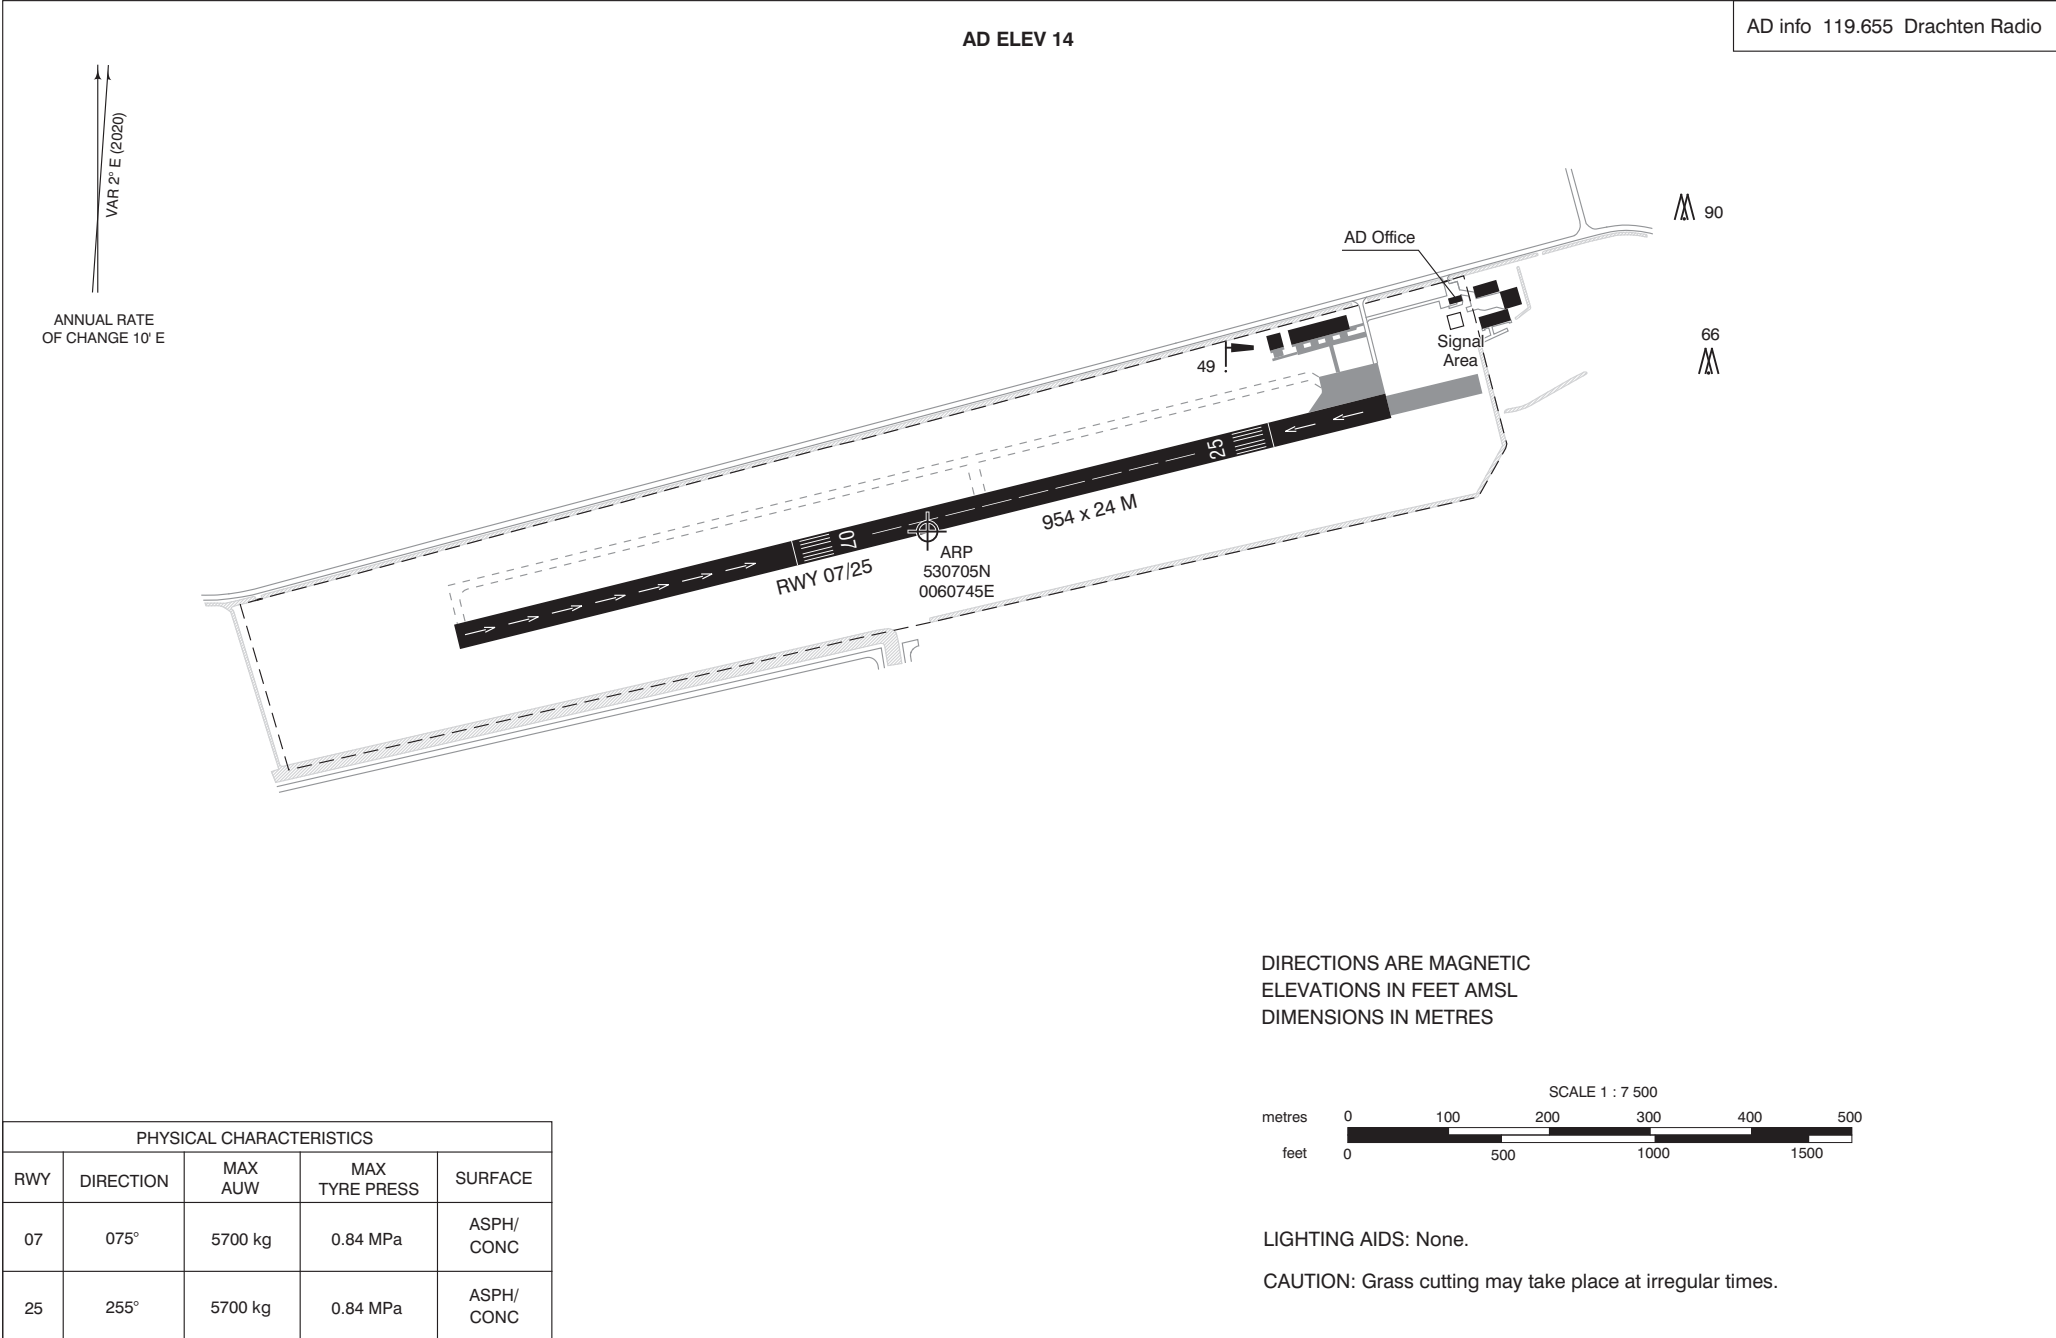 AD ELEV 14
AD info 119.655 Drachten Radio
VAR 2° E (2020)
ANNUAL RATE
OF CHANGE 10' E
90
AD Office
66
Signal
Area
49
25
954 x 24 M
07
RWY 07/25
ARP
530705N
0060745E
DIRECTIONS ARE MAGNETIC
ELEVATIONS IN FEET AMSL
DIMENSIONS IN METRES
SCALE 1 : 7 500
metres 0 100 200 300 400 500
feet 0 500 1000 1500
LIGHTING AIDS: None.
CAUTION: Grass cutting may take place at irregular times.
PHYSICAL CHARACTERISTICS
RWY DIRECTION MAX AUW MAX TYRE PRESS SURFACE
07 075° 5700 kg 0.84 MPa ASPH/ CONC
25 255° 5700 kg 0.84 MPa ASPH/ CONC